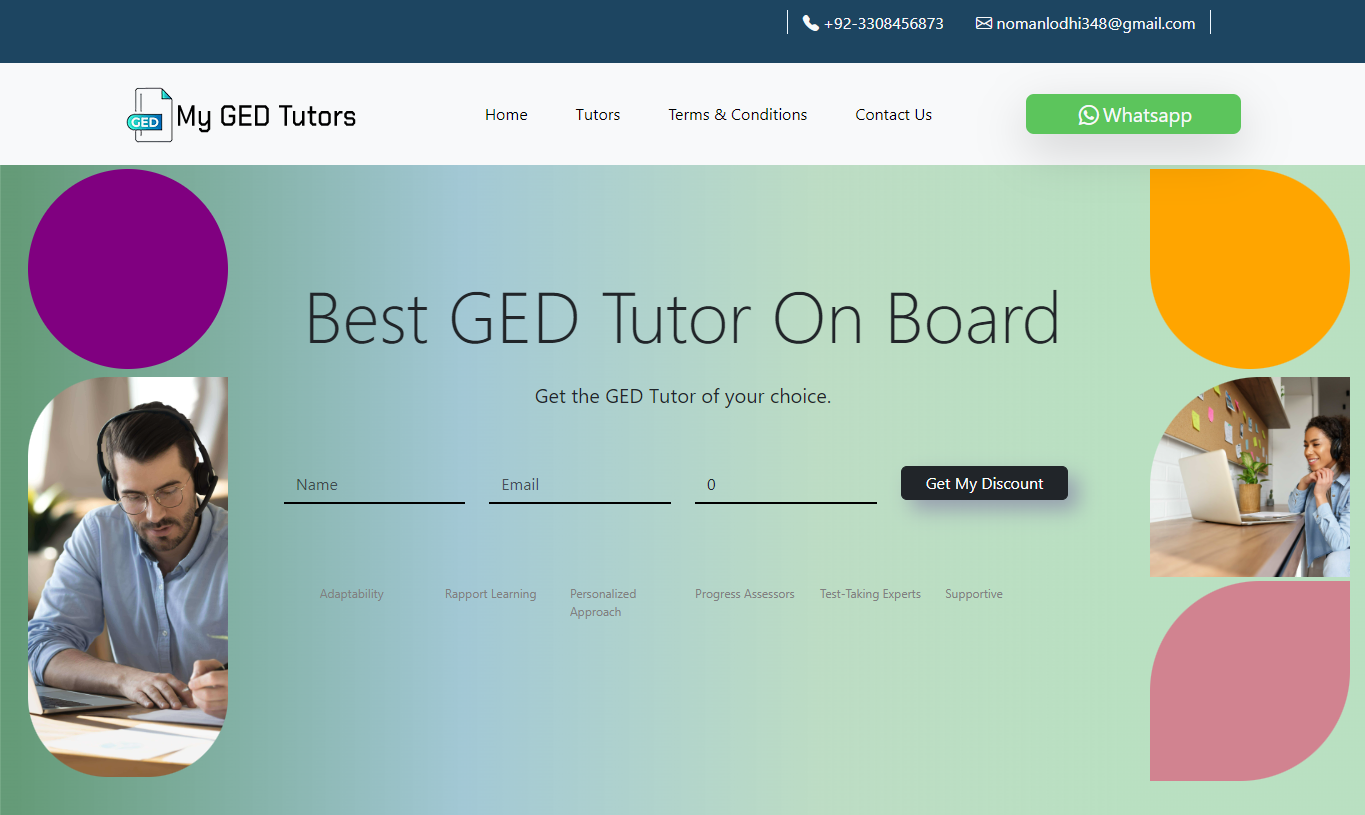 +92-3308456873 nomanlodhi348@gmail.com
GED My GED Tutors Home Tutors Terms & Conditions Contact Us Whatsapp
Best GED Tutor On Board
Get the GED Tutor of your choice.
Name Email 0 Get My Discount
Adaptability Rapport Learning Personalized Approach Progress Assessors Test-Taking Experts Supportive